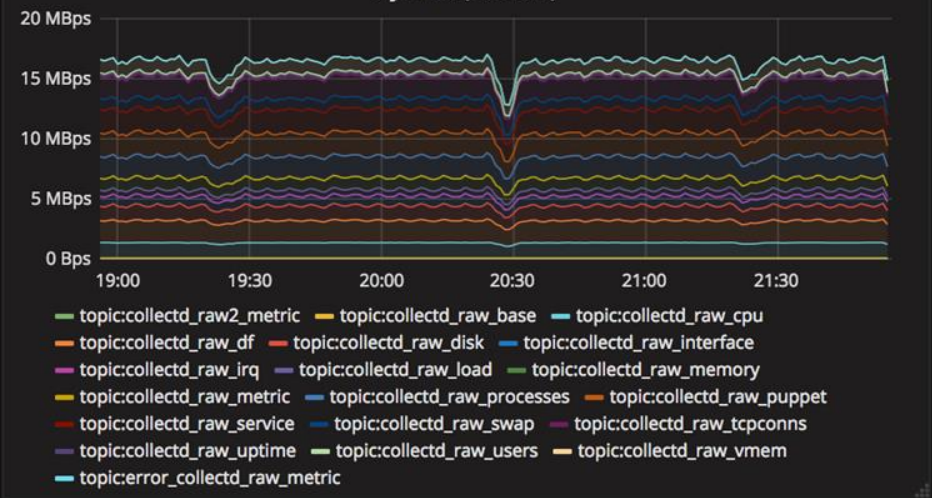 20 MBps
15 MBps
10 MBps
5 MBps
0 Bps
19:00 19:30 20:00 20:30 21:00 21:30
topic:collectd_raw2_metric topic:collectd_raw_base topic:collectd_raw_cpu
topic:collectd_raw_df topic:collectd_raw_disk topic:collectd_raw_interface
topic:collectd_raw_irq topic:collectd_raw_load topic:collectd_raw_memory
topic:collectd_raw_metric topic:collectd_raw_processes topic:collectd_raw_puppet
topic:collectd_raw_service topic:collectd_raw_swap topic:collectd_raw_tcpconns
topic:collectd_raw_uptime topic:collectd_raw_users topic:collectd_raw_vmem
topic:error_collectd_raw_metric